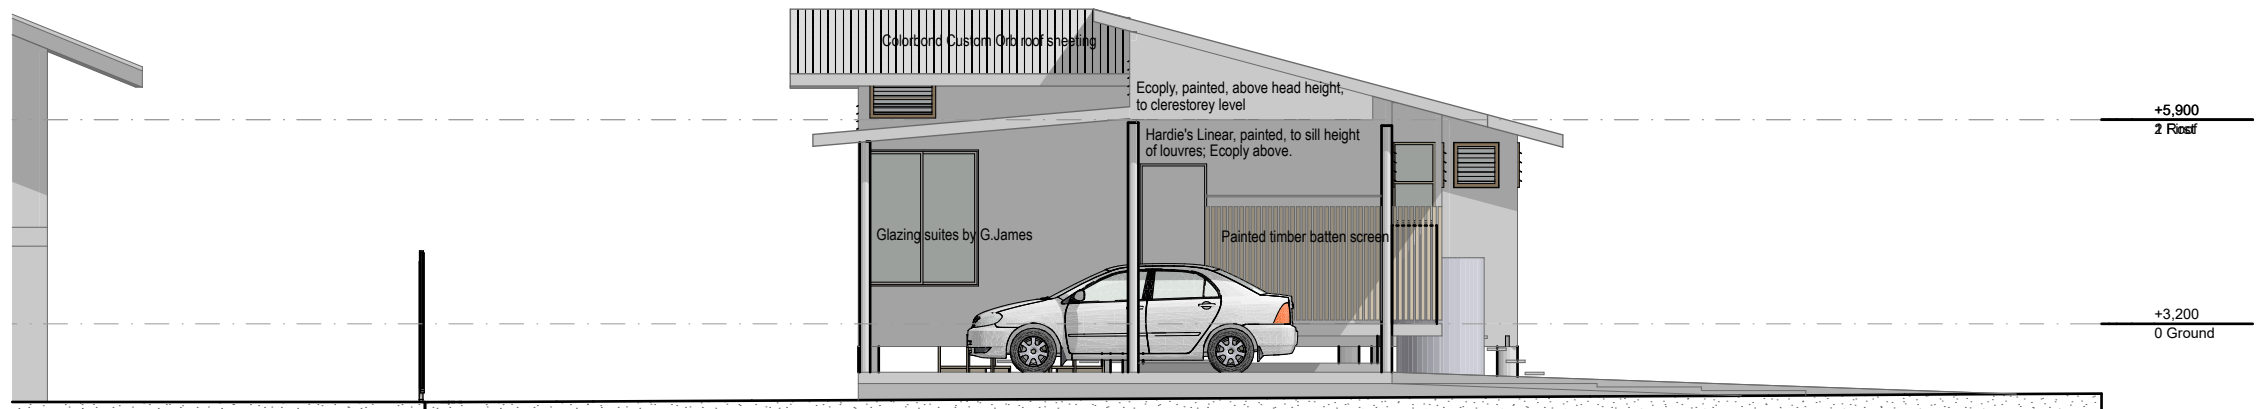 Colorbond Custom Orb roof sheeting
Ecoply, painted, above head height,
to clerestorey level
Hardie's Linear, painted, to sill height
of louvres; Ecoply above.
Glazing suites by G.James
Painted timber batten screen
+5,900
+3,200
0 Ground